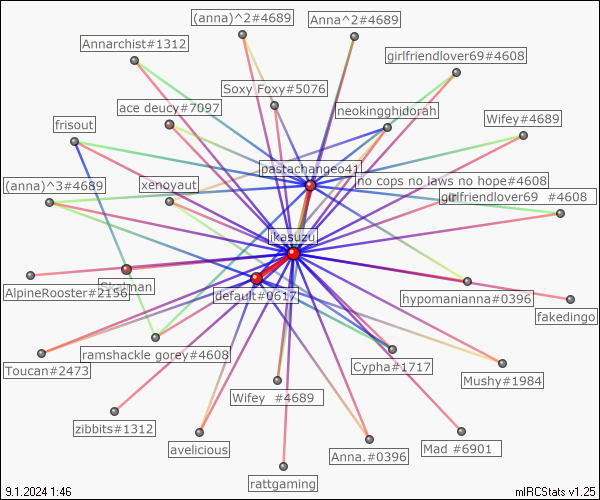 (anna)^2#4689
Anna^2#4689
Annarchist#1312
girlfriendlover69#4608
Soxy Foxy#5076
ace deucy#7097
neokingghidorah
frisout
Wifey#4689
pastachangeo41
no cops no laws no hope#4608
(anna)^3#4689
xenoyaut
girlfriendlover69 #4608
ikasuzu
AlpineRooster#2156
default#0617
hypomanianna#0396
fakedingo
ramshackle gorey#4608
Toucan#2473
Cypha#1717
Mushy#1984
Wifey #4689
zibbits#1312
avelicious
Anna.#0396
Mad #6901
rattgaming
9.1.2024 1:46
mIRCStats v1.25